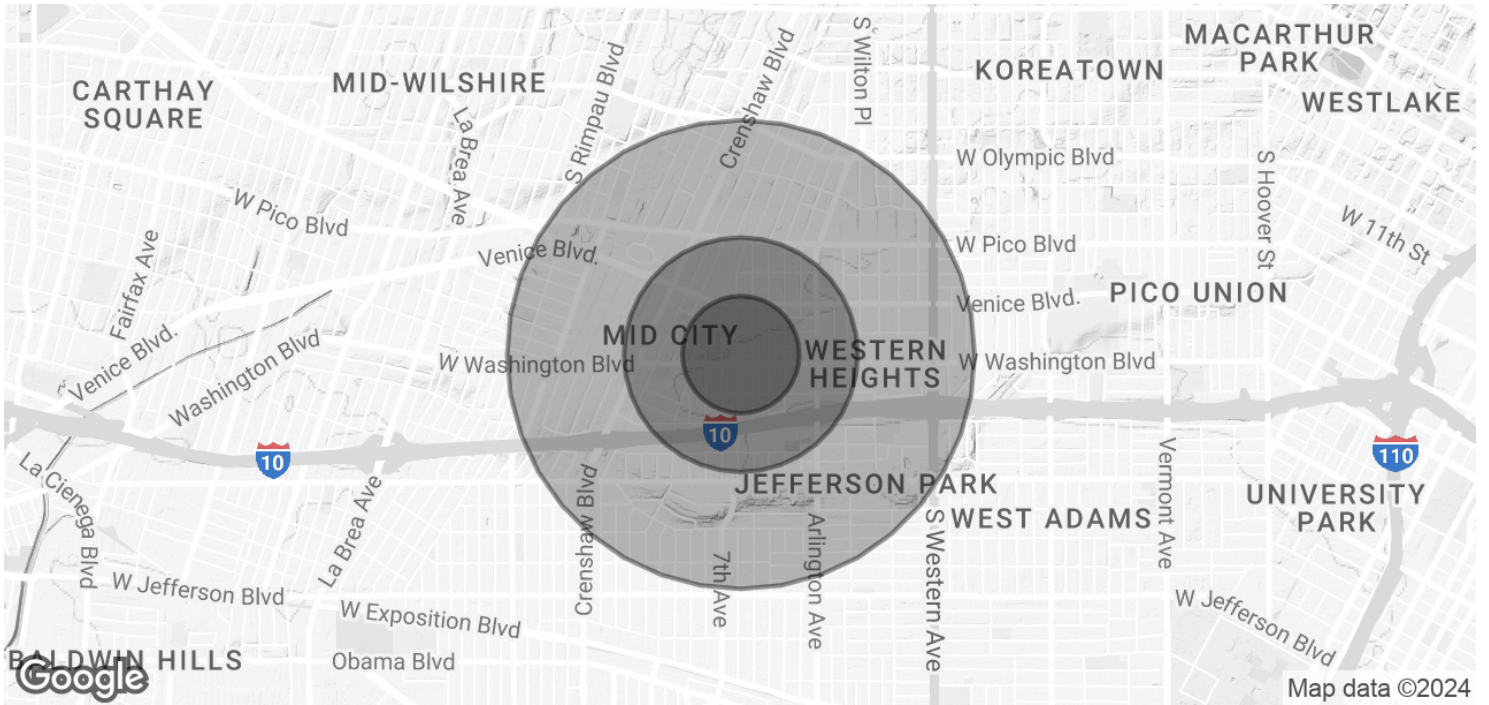 MACARTHUR
PARK
S Wilton Pl
Crenshaw Blvd
S Rimpau Blvd
KOREATOWN
MID-WILSHIRE
CARTHAY
SQUARE
WESTLAKE
La Brea Ave
W Olympic Blvd
S Hoover St
W Pico Blvd
W 11th St
W Pico Blvd
Venice Blvd.
Fairfax Ave
PICO UNION
Venice Blvd.
MID CITY
WESTERN
HEIGHTS
W Washington Blvd
W Washington Blvd
Venice Blvd.
Washington Blvd
10
10
110
La Cienega Blvd
Vermont Ave
JEFFERSON PARK
UNIVERSITY
PARK
La Brea Ave
Crenshaw Blvd
WEST ADAMS
Arlington Ave
S Western Ave
7th Ave
W Jefferson Blvd
W Jefferson Blvd
W Exposition Blvd
BALDWIN HILLS
Obama Blvd
Google
Map data ©2024